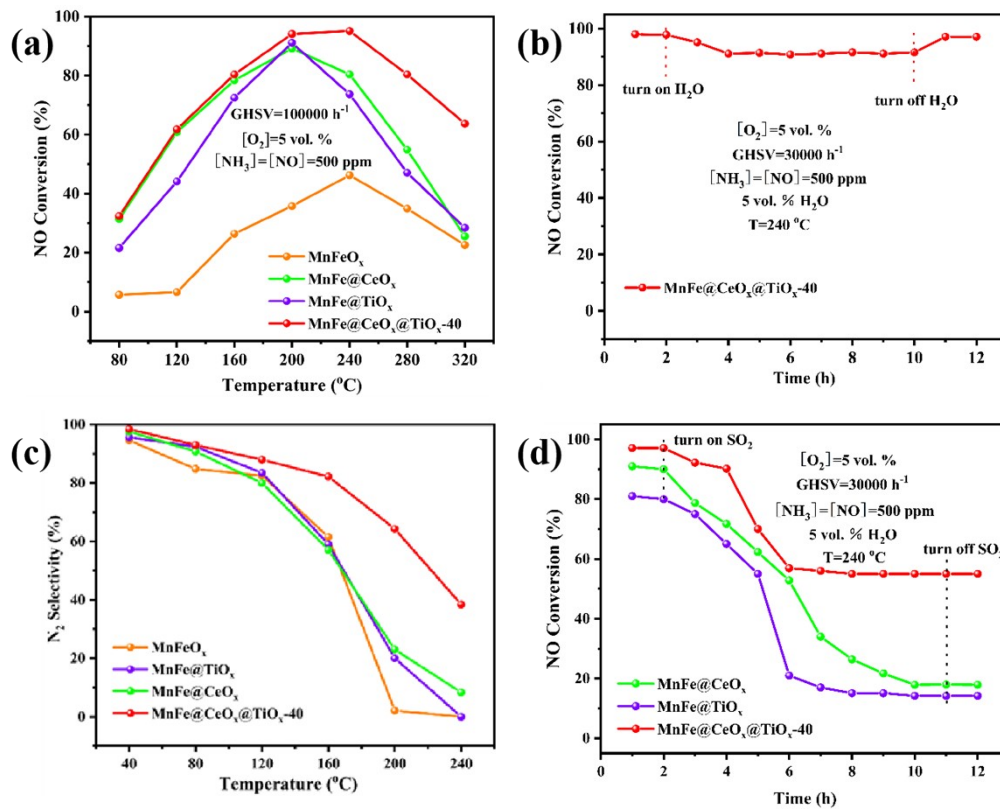 (a)
NO Conversion (%)
100
80
60
40
20
0
GHSV=100000 h⁻¹
[O₂]=5 vol. %
[NH₃]=[NO]=500 ppm
MnFeOₓ
MnFe@CeOₓ
MnFe@TiOₓ
MnFe@CeOₓ@TiOₓ-40
80 120 160 200 240 280 320
Temperature (°C)
(b)
NO Conversion (%)
100
80
60
40
20
0
turn on H₂O
turn off H₂O
[O₂]=5 vol. %
GHSV=30000 h⁻¹
[NH₃]=[NO]=500 ppm
5 vol. % H₂O
T=240 °C
MnFe@CeOₓ@TiOₓ-40
0 2 4 6 8 10 12
Time (h)
(c)
N₂ Selectivity (%)
100
80
60
40
20
0
MnFeOₓ
MnFe@TiOₓ
MnFe@CeOₓ
MnFe@CeOₓ@TiOₓ-40
40 80 120 160 200 240
Temperature (°C)
(d)
NO Conversion (%)
100
80
60
40
20
0
turn on SO₂
[O₂]=5 vol. %
GHSV=30000 h⁻¹
[NH₃]=[NO]=500 ppm
5 vol. % H₂O
T=240 °C
turn off SO₂
MnFe@CeOₓ
MnFe@TiOₓ
MnFe@CeOₓ@TiOₓ-40
0 2 4 6 8 10 12
Time (h)